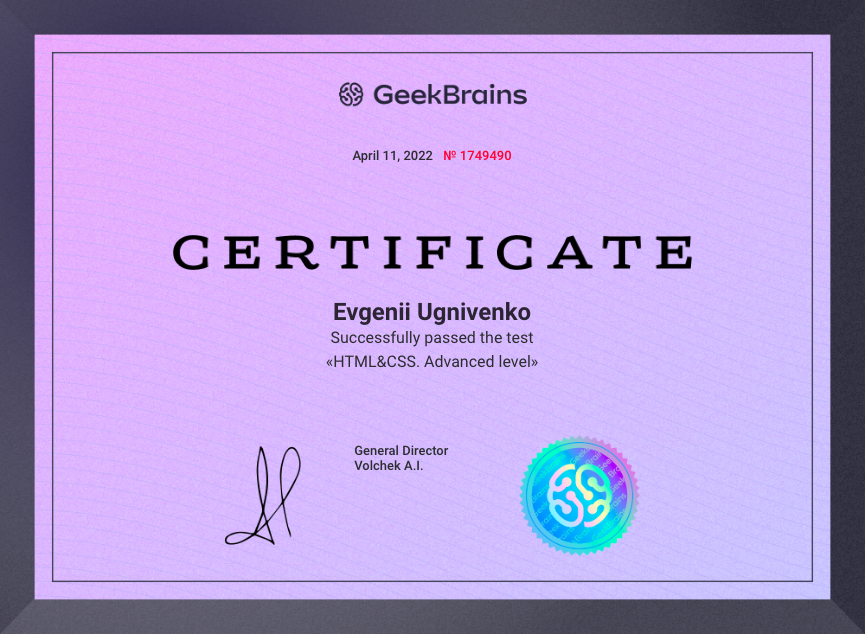 GeekBrains
April 11, 2022 № 1749490
CERTIFICATE
Evgenii Ugnivenko
Successfully passed the test
«HTML&CSS. Advanced level»
General Director
Volchek A.I.